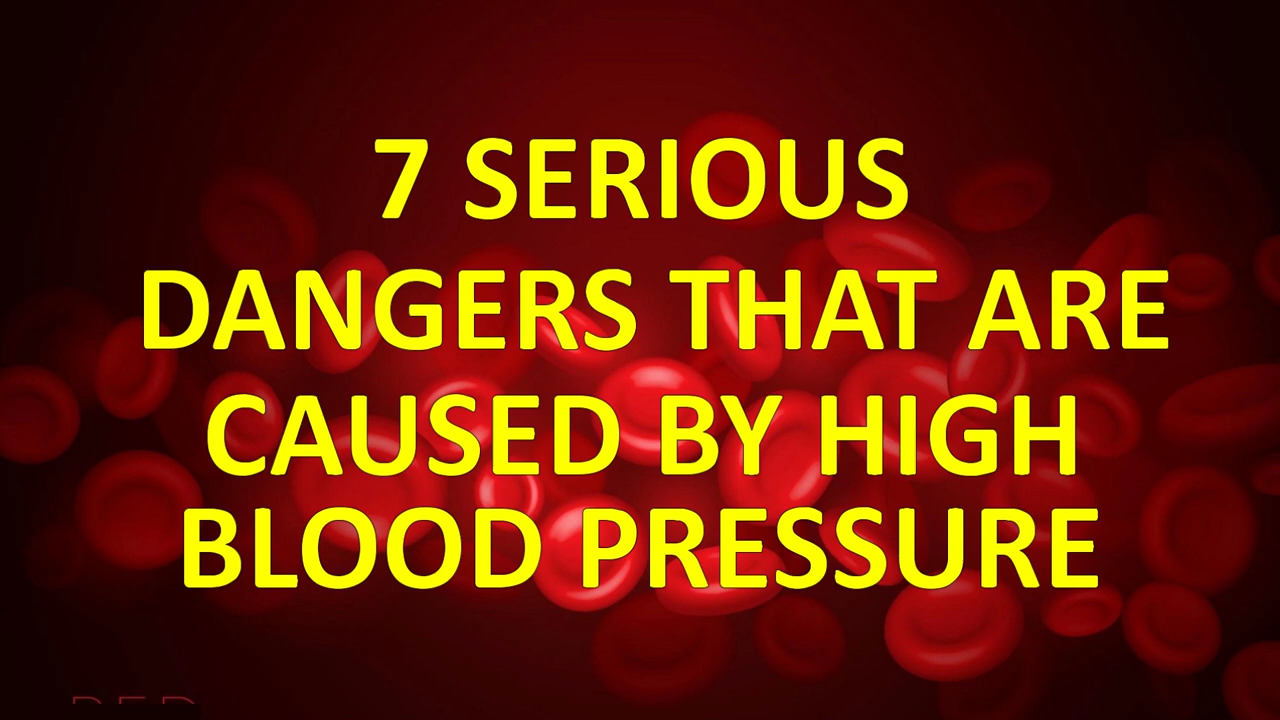 7 SERIOUS
DANGERS THAT ARE
CAUSED BY HIGH
BLOOD PRESSURE